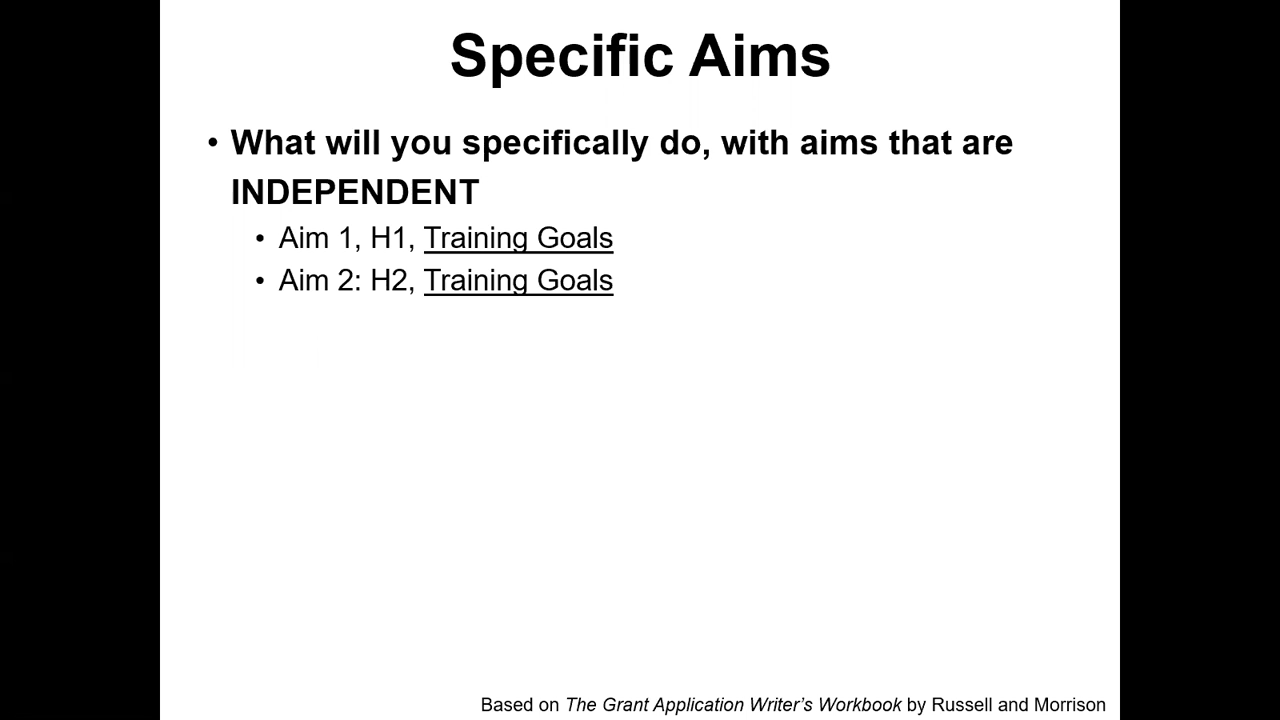 Specific Aims
• What will you specifically do, with aims that are
INDEPENDENT
• Aim 1, H1, Training Goals
• Aim 2: H2, Training Goals
Based on The Grant Application Writer's Workbook by Russell and Morrison